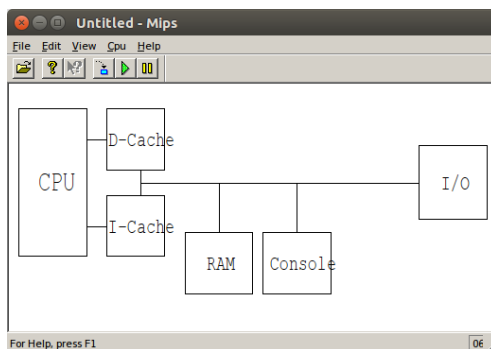 Untitled - Mips
File Edit View Cpu Help
D-Cache
CPU
I/O
I-Cache
RAM Console
For Help, press F1